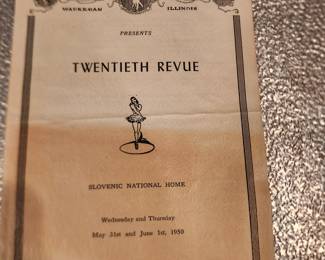 WAUKEGAN ILLINOIS
PRESENTS
TWENTIETH REVUE
SLOVENIC NATIONAL HOME
Wednesday and Thursday
May 31st and June 1st, 1950